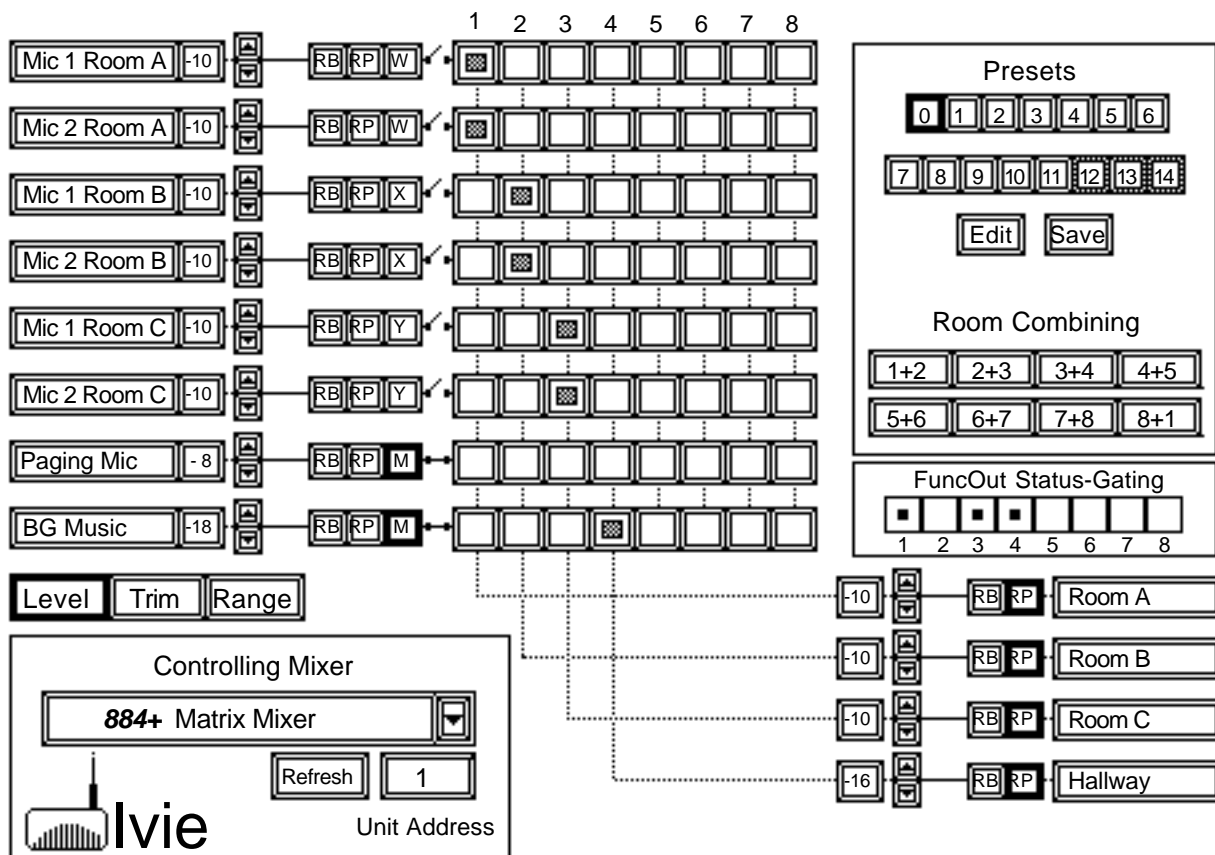 1 2 3 4 5 6 7 8
Mic 1 Room A -10 RB RP W
Mic 2 Room A -10 RB RP W
Mic 1 Room B -10 RB RP X
Mic 2 Room B -10 RB RP X
Mic 1 Room C -10 RB RP Y
Mic 2 Room C -10 RB RP Y
Paging Mic - 8 RB RP M
BG Music -18 RB RP M
Level Trim Range
Controlling Mixer
884+ Matrix Mixer
Refresh 1
Unit Address
Ivie
Presets
0 1 2 3 4 5 6
7 8 9 10 11 12 13 14
Edit Save
Room Combining
1+2 2+3 3+4 4+5
5+6 6+7 7+8 8+1
FuncOut Status-Gating
1 2 3 4 5 6 7 8
-10 RB RP Room A
-10 RB RP Room B
-10 RB RP Room C
-16 RB RP Hallway